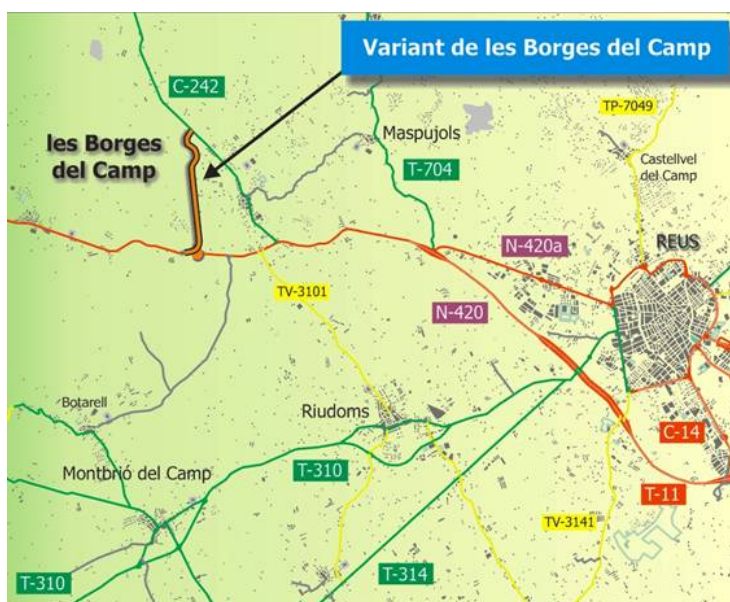 Variant de les Borges del Camp
C-242
TP-7049
les Borges
del Camp
Maspujols
Castellvel
del Camp
T-704
N-420a
REUS
TV-3101
N-420
Botarell
Riudoms
C-14
Montbrió del Camp
T-310
T-11
TV-3141
T-310
T-314